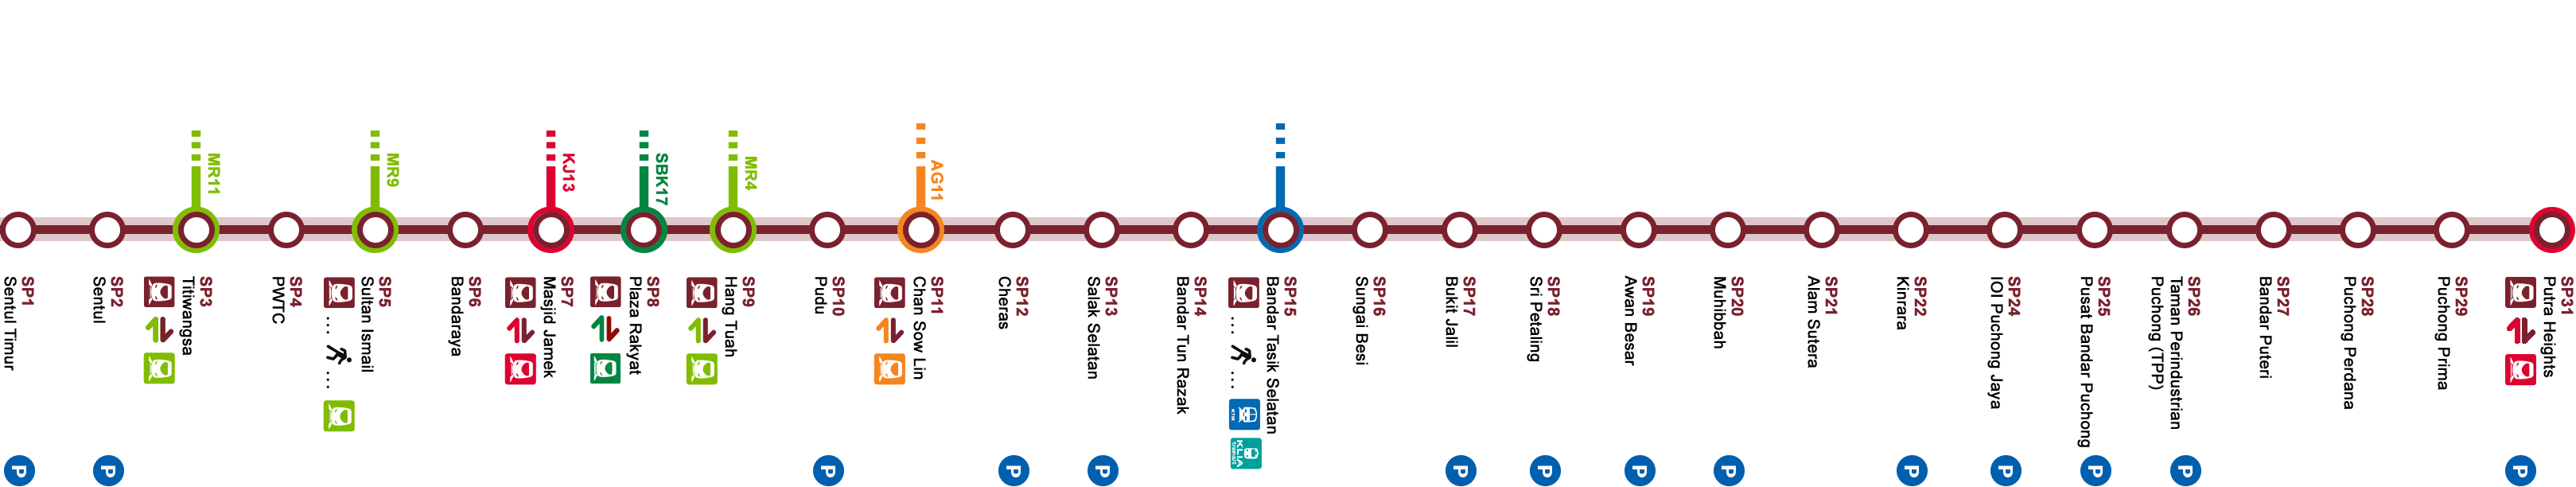 MR11
MR9
KJ13
SBK17
MR4
AG11
SP1
Sentul Timur
SP2
Sentul
SP3
Titiwangsa
SP4
PWTC
SP5
Sultan Ismail
...
...
SP6
Bandaraya
SP7
Masjid Jamek
SP8
Plaza Rakyat
SP9
Hang Tuah
SP10
Pudu
SP11
Chan Sow Lin
SP12
Cheras
SP13
Salak Selatan
SP14
Bandar Tun Razak
SP15
Bandar Tasik Selatan
...
...
KTM
KLIA
transit
SP16
Sungai Besi
SP17
Bukit Jalil
SP18
Sri Petaling
SP19
Awan Besar
SP20
Muhibbah
SP21
Alam Sutera
SP22
Kinrara
SP24
IOI Puchong Jaya
SP25
Pusat Bandar Puchong
SP26
Taman Perindustrian
Puchong (TPP)
SP27
Bandar Puteri
SP28
Puchong Perdana
SP29
Puchong Prima
SP31
Putra Heights
P
P
P
P
P
P
P
P
P
P
P
P
P
P